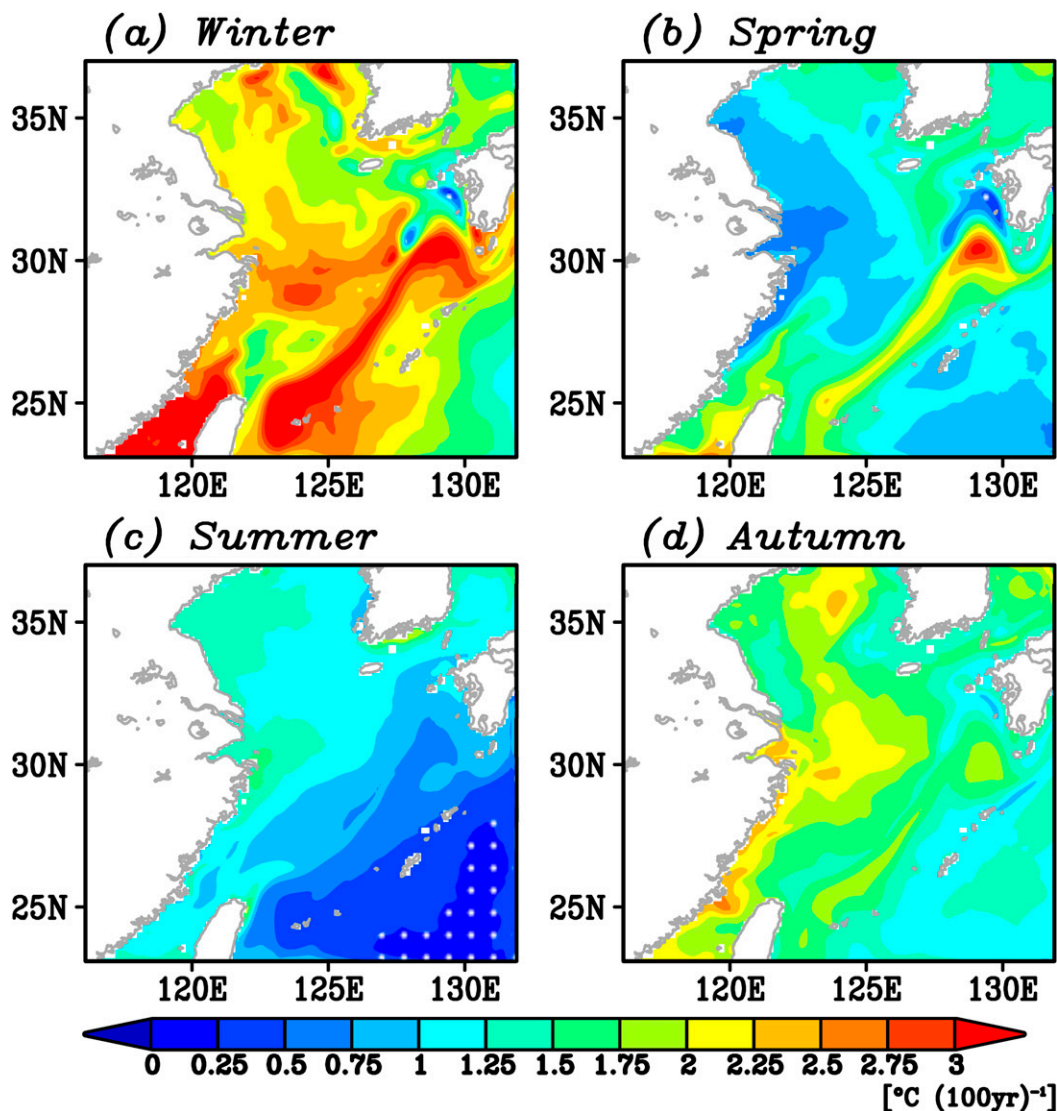 (a) Winter
(b) Spring
35N
30N
25N
120E 125E 130E
35N
30N
25N
120E 125E 130E
(c) Summer
(d) Autumn
35N
30N
25N
120E 125E 130E
35N
30N
25N
120E 125E 130E
0 0.25 0.5 0.75 1 1.25 1.5 1.75 2 2.25 2.5 2.75 3
[°C (100yr)⁻¹]